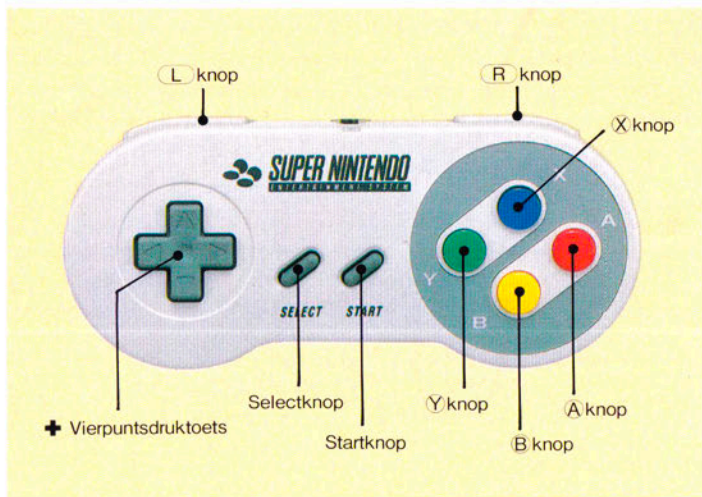 L knop
R knop
X knop
SUPER NINTENDO
ENTERTAINMENT SYSTEM
X
A
Y
B
SELECT
START
Selectknop
Y knop
A knop
✚ Vierpuntsdruktoets
Startknop
B knop